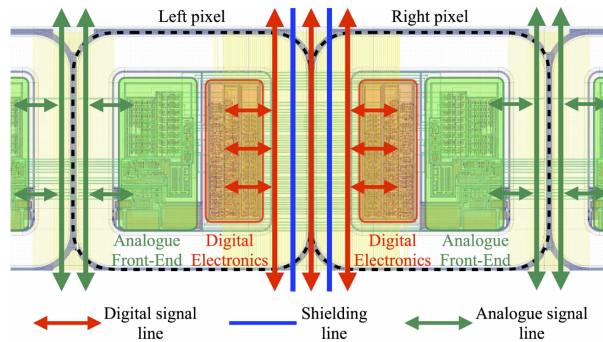 Left pixel
Right pixel
Analogue Digital Digital Analogue
Front-End Electronics Electronics Front-End
Digital signal line
Shielding line
Analogue signal line